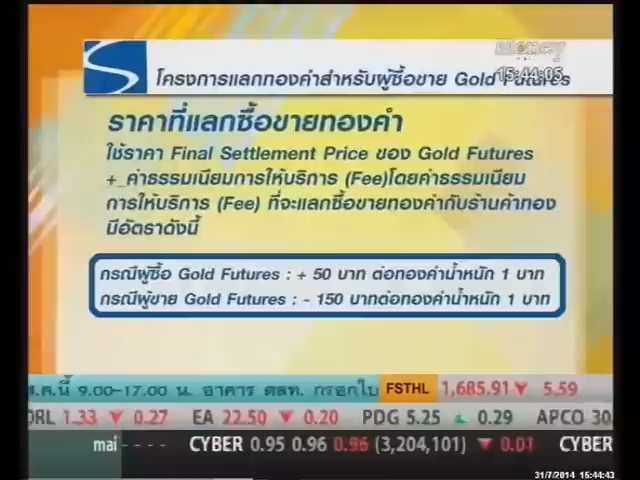 money
15:44:05
โครงการแลกทองคำสำหรับผู้ซื้อขาย Gold Futures
ราคาที่แลกซื้อขายทองคำ
ใช้ราคา Final Settlement Price ของ Gold Futures
+ ค่าธรรมเนียมการให้บริการ (Fee)โดยค่าธรรมเนียม
การให้บริการ (Fee) ที่จะแลกซื้อขายทองคำกับร้านค้าทอง
มีอัตราดังนี้
กรณีผู้ซื้อ Gold Futures : + 50 บาท ต่อทองคำน้ำหนัก 1 บาท
กรณีผู้ขาย Gold Futures : - 150 บาทต่อทองคำน้ำหนัก 1 บาท
ส.ค.นี้ 9.00-17.00 น. อาคาร ตลท. กรอกใบ FSTHL 1,685.91 ▼ 5.59
DRL 1.33 ▼ 0.27 EA 22.50 ▼ 0.20 PDG 5.25 ▲ 0.29 APCO 30
mai - - - - CYBER 0.95 0.96 0.96 (3,204,101) ▼ 0.01 CYBER
31/7/2014 15:44:43